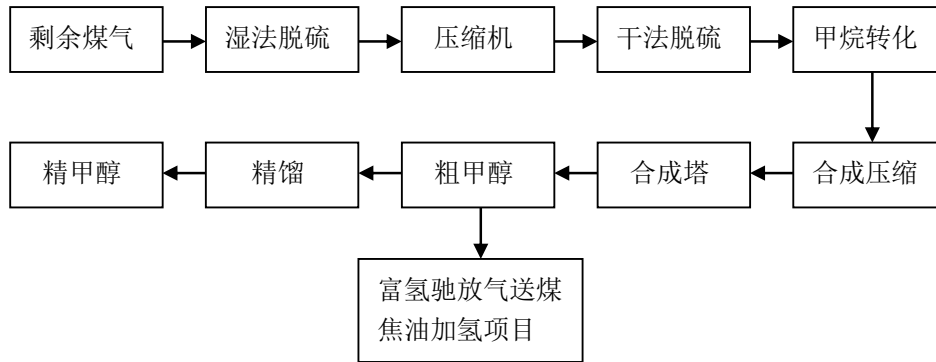 剩余煤气
湿法脱硫
压缩机
干法脱硫
甲烷转化
精甲醇
精馏
粗甲醇
合成塔
合成压缩
富氢驰放气送煤
焦油加氢项目